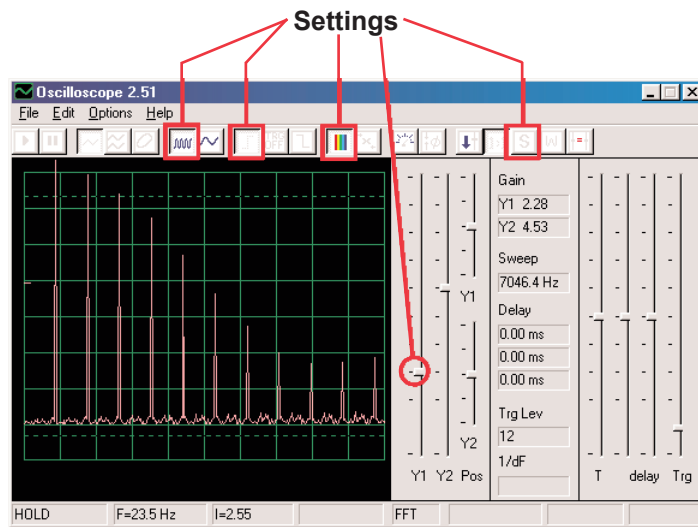 Settings
Oscilloscope 2.51
File Edit Options Help
TRG
OFF
S
W
Gain
Y1 2.28
Y2 4.53
Sweep
7046.4 Hz
Delay
0.00 ms
0.00 ms
0.00 ms
Trg Lev
12
1/dF
Y1
Y2
Y1 Y2 Pos
T delay Trg
HOLD F=23.5 Hz I=2.55 FFT